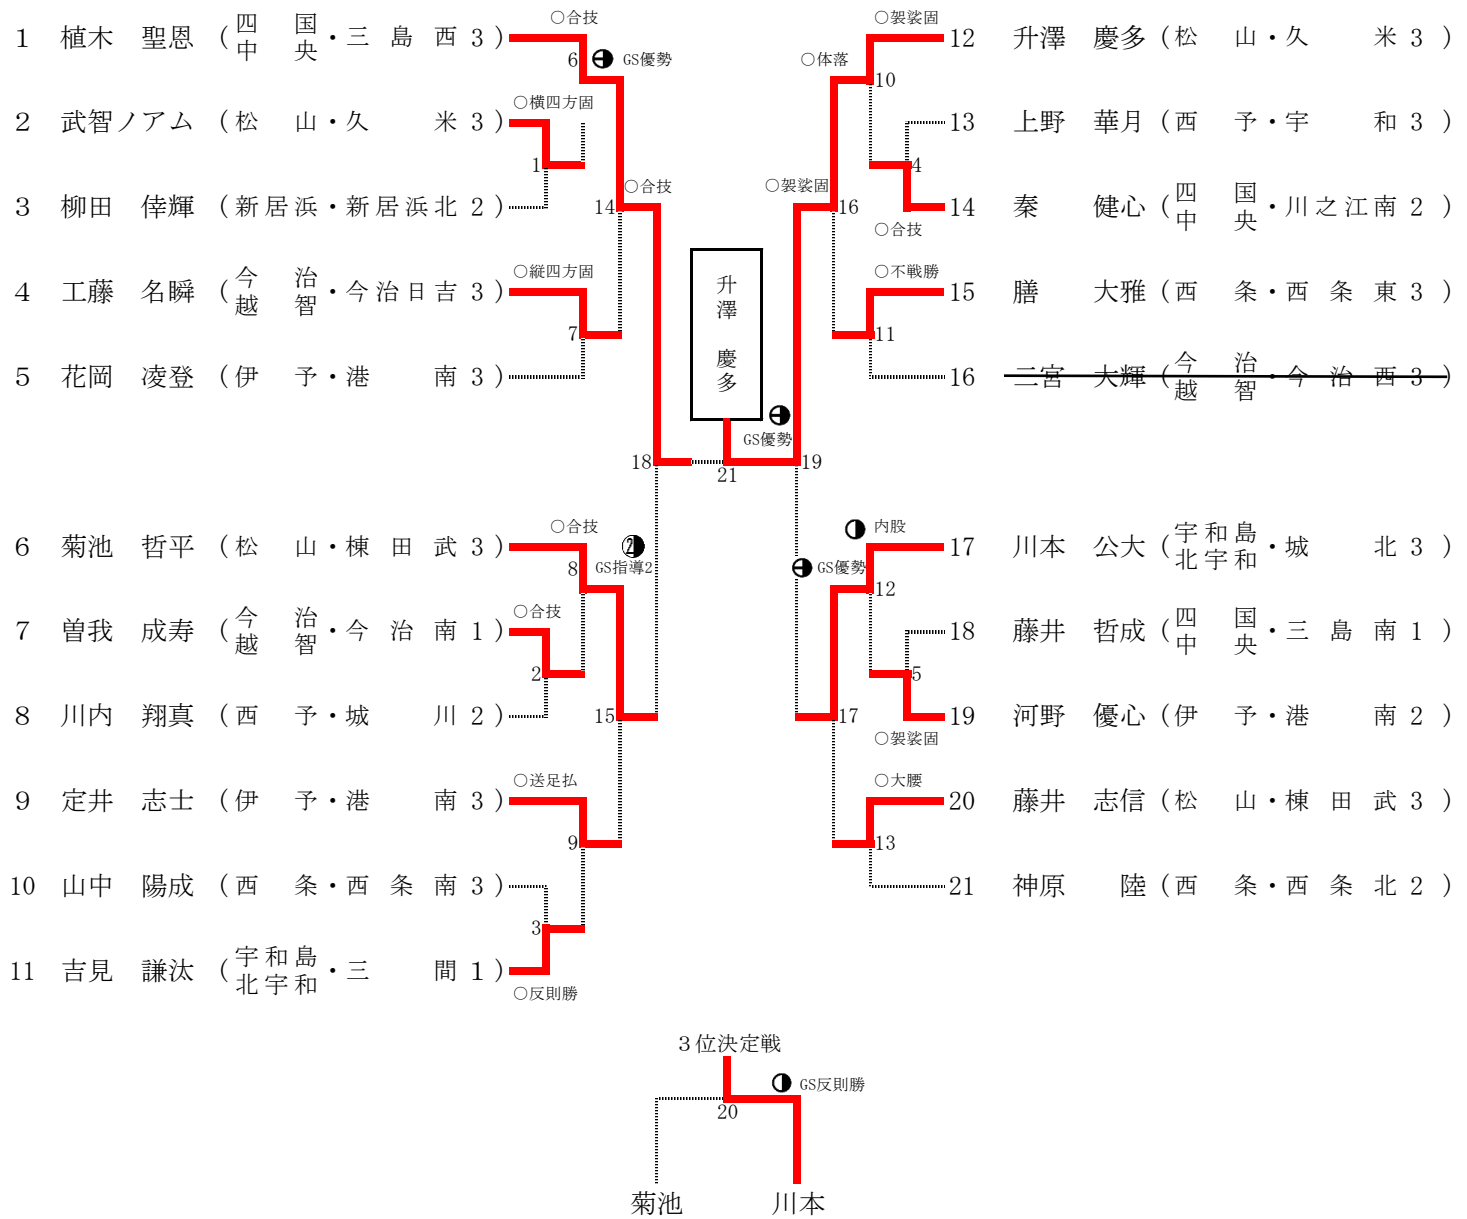 1 植木 聖恩 (四国中央・三島西3)
2 武智ノアム (松山・久米3)
3 柳田 倖輝 (新居浜・新居浜北2)
4 工藤 名瞬 (今治越智・今治日吉3)
5 花岡 凌登 (伊予・港南3)
6 菊池 哲平 (松山・棟田武3)
7 曽我 成寿 (今治越智・今治南1)
8 川内 翔真 (西予・城川2)
9 定井 志士 (伊予・港南3)
10 山中 陽成 (西条・西条南3)
11 吉見 謙汰 (宇和島北宇和・三間1)
○合技
6
GS優勢
○横四方固
1
○合技
14
○縦四方固
7
18
○合技
2
GS指導2
8
○合技
2
15
○送足払
9
3
○反則勝
升澤 慶多
GS優勢
21
○袈裟固
○体落
10
4
○袈裟固
16
○合技
○不戦勝
11
19
内股
GS優勢
12
5
17
○袈裟固
○大腰
13
12 升澤 慶多 (松山・久米3)
13 上野 華月 (西予・宇和3)
14 秦 健心 (四国中央・川之江南2)
15 膳 大雅 (西条・西条東3)
16 二宮 大輝 (今治越智・今治西3)
17 川本 公大 (宇和島北宇和・城北3)
18 藤井 哲成 (四国中央・三島南1)
19 河野 優心 (伊予・港南2)
20 藤井 志信 (松山・棟田武3)
21 神原 陸 (西条・西条北2)
3位決定戦
GS反則勝
20
菊池 川本